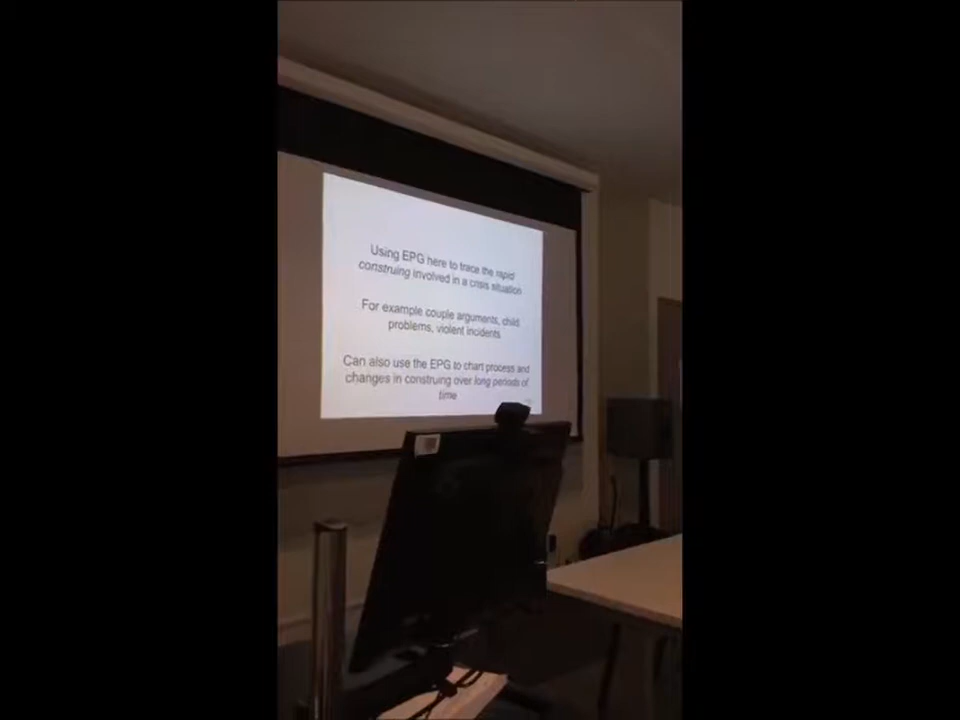 Using EPG here to trace the rapid
construing involved in a crisis situation
For example couple arguments, child
problems, violent incidents
Can also use the EPG to chart process and
changes in construing over long periods of
time